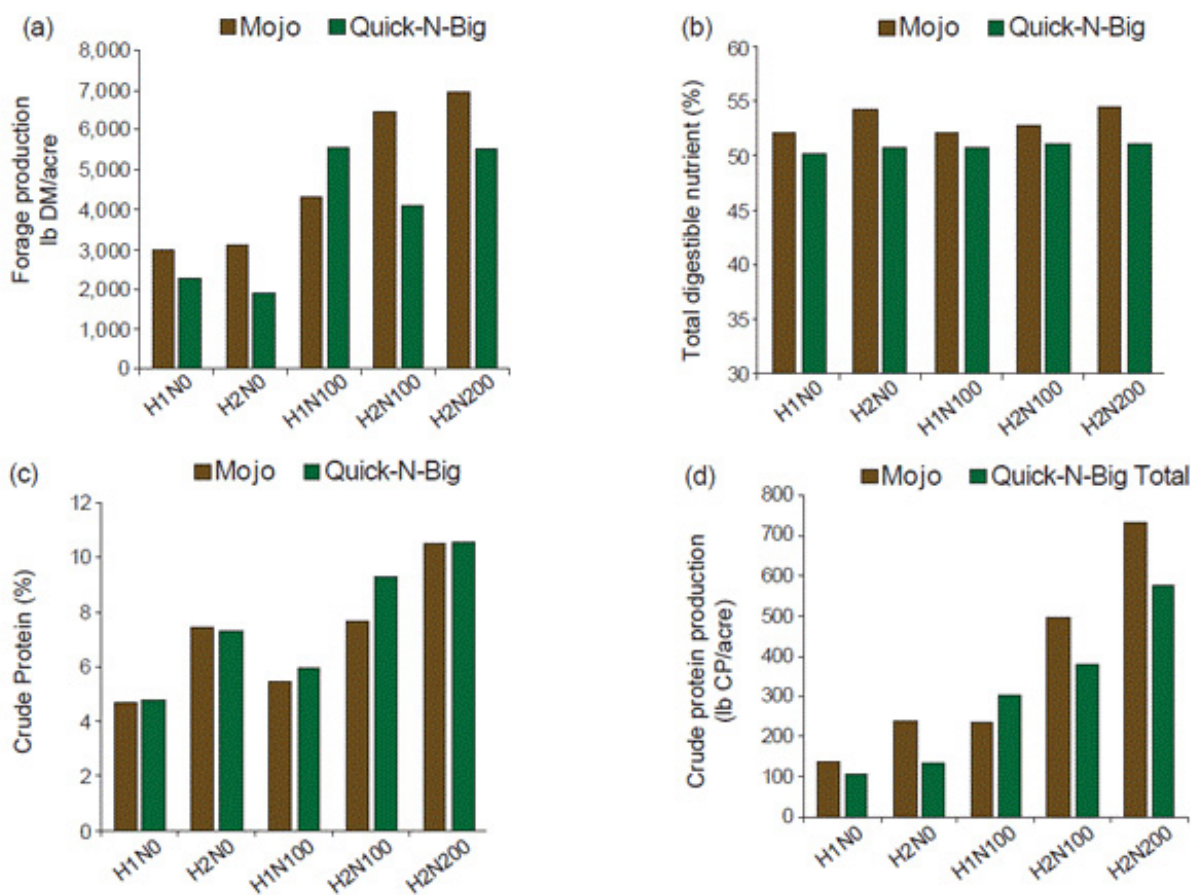 (a)
Mojo Quick-N-Big
8,000
7,000
6,000
5,000
4,000
3,000
2,000
1,000
0
Forage production
lb DM/acre
H1N0 H2N0 H1N100 H2N100 H2N200
(b)
Mojo Quick-N-Big
60
55
50
45
40
35
30
Total digestible nutrient (%)
H1N0 H2N0 H1N100 H2N100 H2N200
(c)
Mojo Quick-N-Big
12
10
8
6
4
2
0
Crude Protein (%)
H1N0 H2N0 H1N100 H2N100 H2N200
(d)
Mojo Quick-N-Big Total
800
700
600
500
400
300
200
100
0
Crude protein production
(lb CP/acre)
H1N0 H2N0 H1N100 H2N100 H2N200